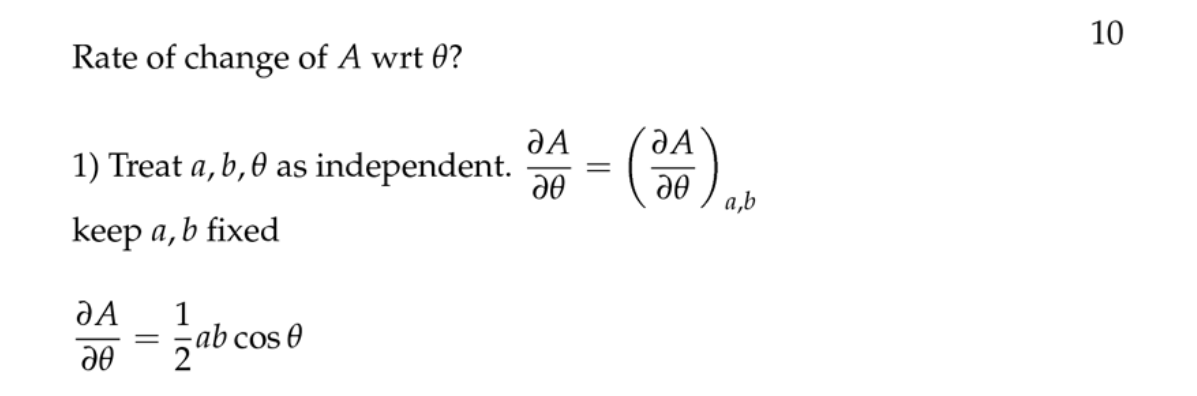 10
Rate of change of A wrt θ?
1) Treat a, b, θ as independent. ∂A/∂θ = (∂A/∂θ)_{a,b}
keep a, b fixed
∂A/∂θ = 1/2 ab cos θ